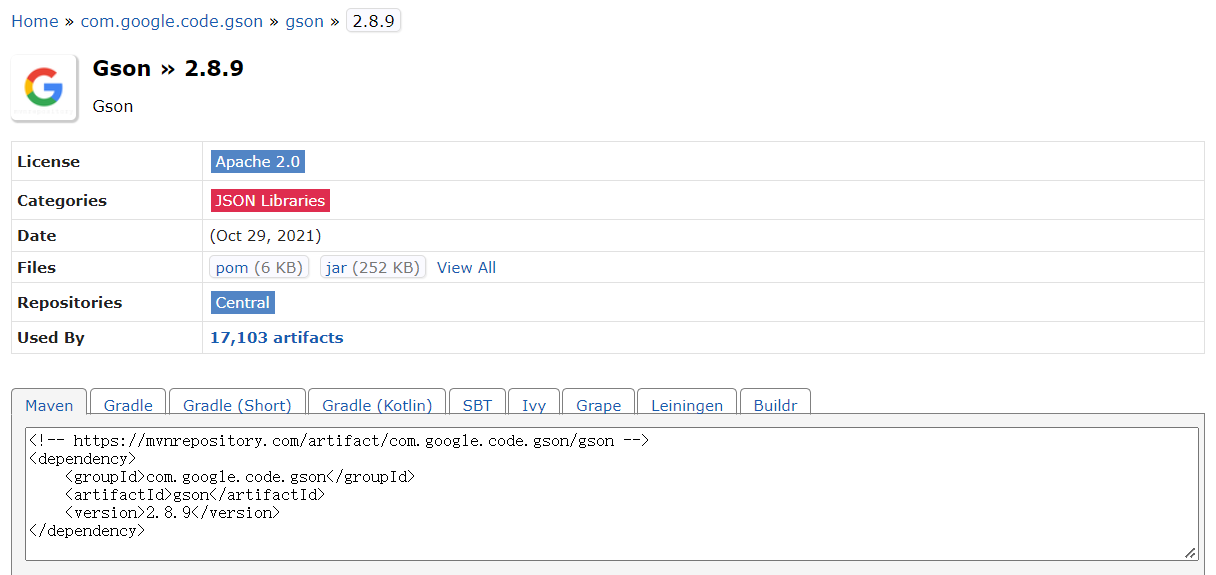 Home » com.google.code.gson » gson » 2.8.9
Gson » 2.8.9
Gson
License Apache 2.0
Categories JSON Libraries
Date (Oct 29, 2021)
Files pom (6 KB) jar (252 KB) View All
Repositories Central
Used By 17,103 artifacts
Maven Gradle Gradle (Short) Gradle (Kotlin) SBT Ivy Grape Leiningen Buildr
<!-- https://mvnrepository.com/artifact/com.google.code.gson/gson -->
<dependency>
    <groupId>com.google.code.gson</groupId>
    <artifactId>gson</artifactId>
    <version>2.8.9</version>
</dependency>